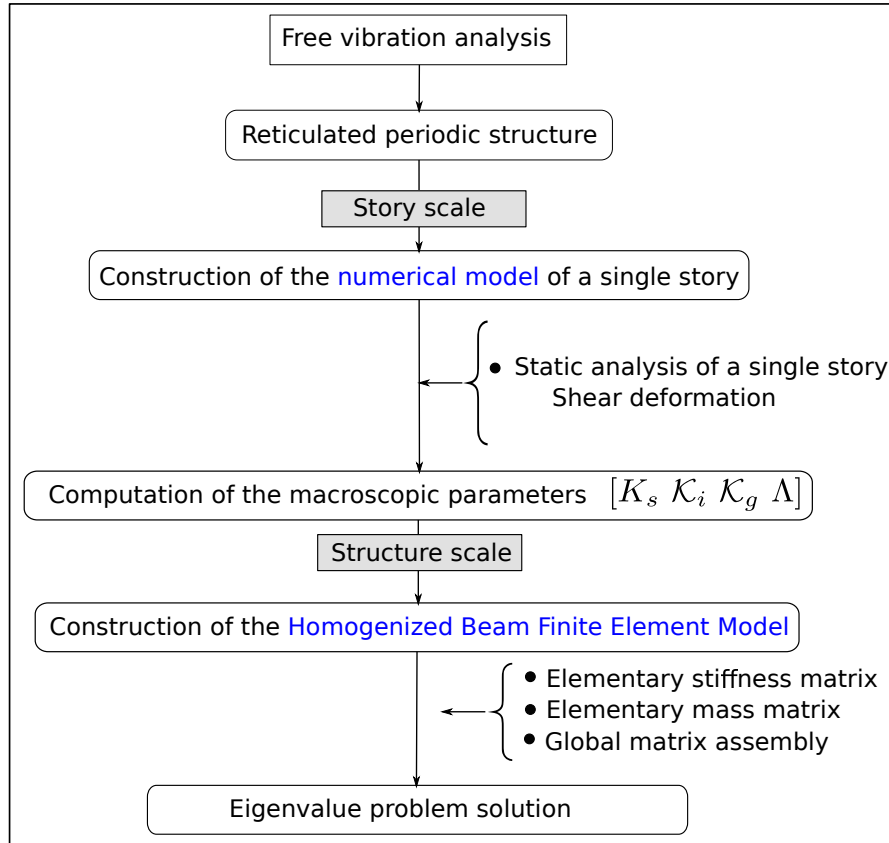 Free vibration analysis
Reticulated periodic structure
Story scale
Construction of the numerical model of a single story
• Static analysis of a single story
Shear deformation
Computation of the macroscopic parameters [K_s 𝒦_i 𝒦_g Λ]
Structure scale
Construction of the Homogenized Beam Finite Element Model
• Elementary stiffness matrix
• Elementary mass matrix
• Global matrix assembly
Eigenvalue problem solution